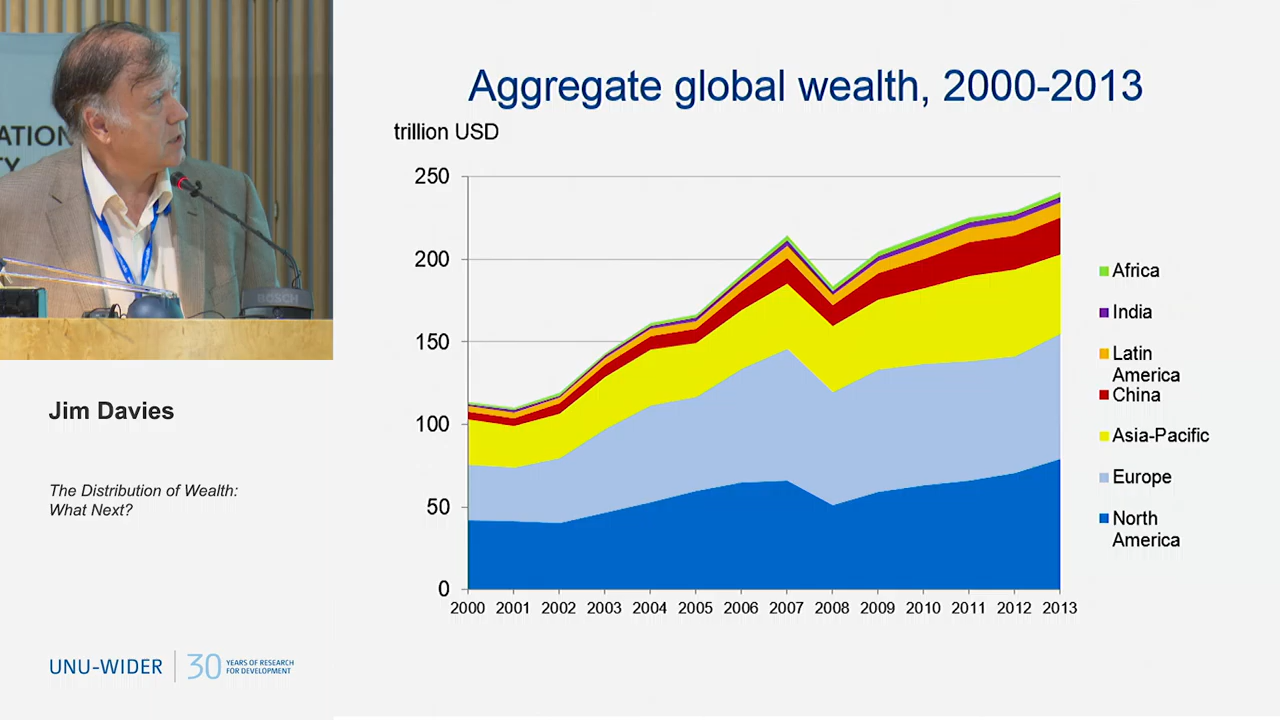 ATION
TY
BOSCH
Jim Davies
The Distribution of Wealth:
What Next?
UNU-WIDER
30
YEARS OF RESEARCH
FOR DEVELOPMENT
Aggregate global wealth, 2000-2013
trillion USD
250
200
150
100
50
0
2000 2001 2002 2003 2004 2005 2006 2007 2008 2009 2010 2011 2012 2013
Africa
India
Latin
America
China
Asia-Pacific
Europe
North
America